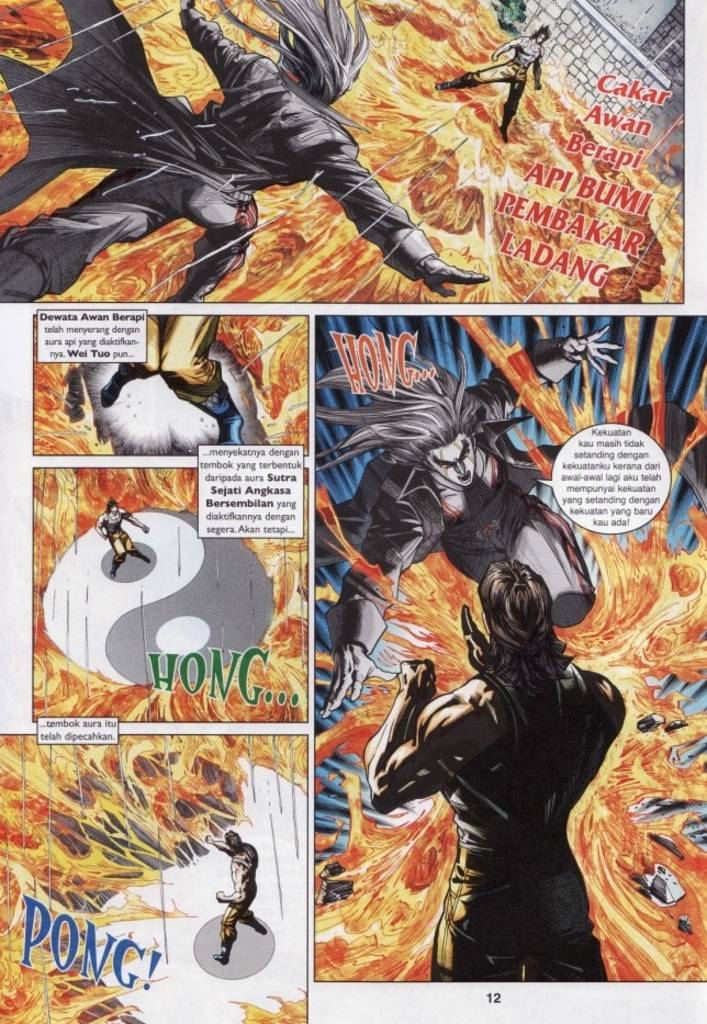 Cakar
Awan
Berapi
API BUMI
PEMBAKAR
LADANG
Dewata Awan Berapi
telah menyerang dengan
aura api yang diaktifkan-
nya. Wei Tuo pun...
...menyekatnya dengan
tembok yang terbentuk
daripada aura Sutra
Sejati Angkasa
Bersembilan yang
diaktifkannya dengan
segera. Akan tetapi...
HONG...
...tembok aura itu
telah dipecahkan.
PONG!
HONG...
Kekuatan
kau masih tidak
setanding dengan
kekuatanku kerana dari
awal-awal lagi aku telah
mempunyai kekuatan
yang setanding dengan
kekuatan yang baru
kau ada!
12